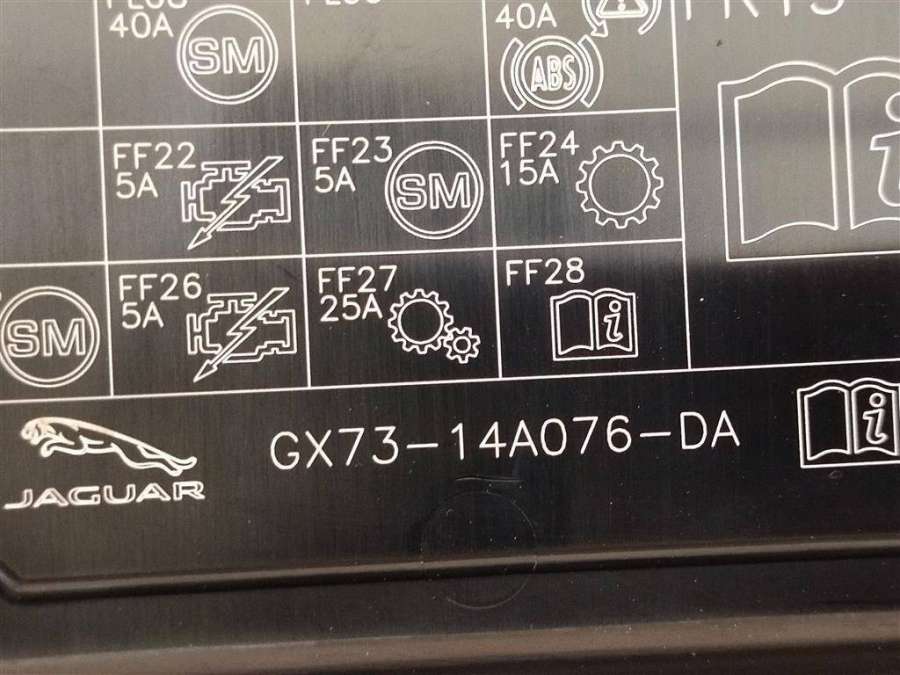 40A
SM
40A
ABS
FF22
5A
FF23
5A
SM
FF24
15A
i
SM
FF26
5A
FF27
25A
FF28
i
JAGUAR
GX73-14A076-DA
i